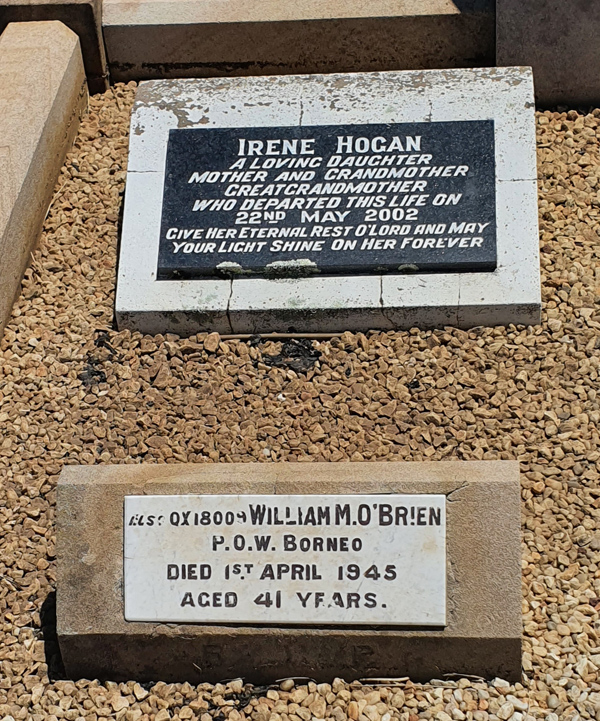 IRENE HOGAN
A LOVING DAUGHTER
MOTHER AND GRANDMOTHER
GREATGRANDMOTHER
WHO DEPARTED THIS LIFE ON
22ND MAY 2002
GIVE HER ETERNAL REST O'LORD AND MAY
YOUR LIGHT SHINE ON HER FOREVER
QX18009 WILLIAM M. O'BRIEN
P.O.W. BORNEO
DIED 1ST APRIL 1945
AGED 41 YEARS.